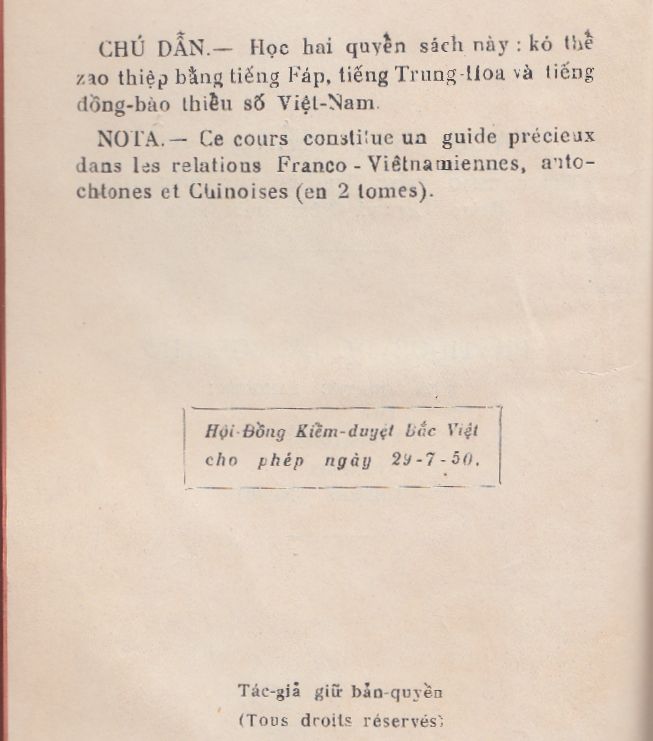 CHÚ DẪN.— Học hai quyển sách này : kó thể
zao thiệp bằng tiếng Fáp, tiếng Trung-Hoa và tiếng
đồng-bào thiểu số Việt-Nam.
NOTA.— Ce cours constitue un guide précieux
dans les relations Franco - Viêtnamiennes, auto-
chtones et Chinoises (en 2 tomes).
Hội-Đồng Kiểm-duyệt Bắc Việt
cho phép ngày 29-7-50.
Tác-giả giữ bản-quyền
(Tous droits réservés)